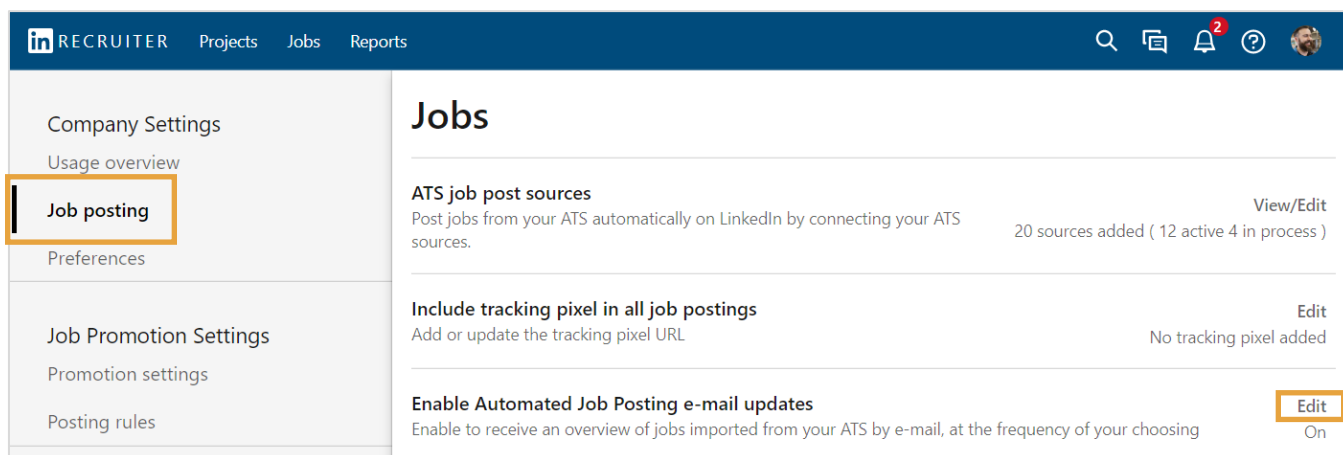 in RECRUITER Projects Jobs Reports 2
Company Settings
Usage overview
Job posting
Preferences
Job Promotion Settings
Promotion settings
Posting rules
Jobs
ATS job post sources
Post jobs from your ATS automatically on LinkedIn by connecting your ATS
sources.
View/Edit
20 sources added ( 12 active 4 in process )
Include tracking pixel in all job postings
Add or update the tracking pixel URL
Edit
No tracking pixel added
Enable Automated Job Posting e-mail updates
Enable to receive an overview of jobs imported from your ATS by e-mail, at the frequency of your choosing
Edit
On